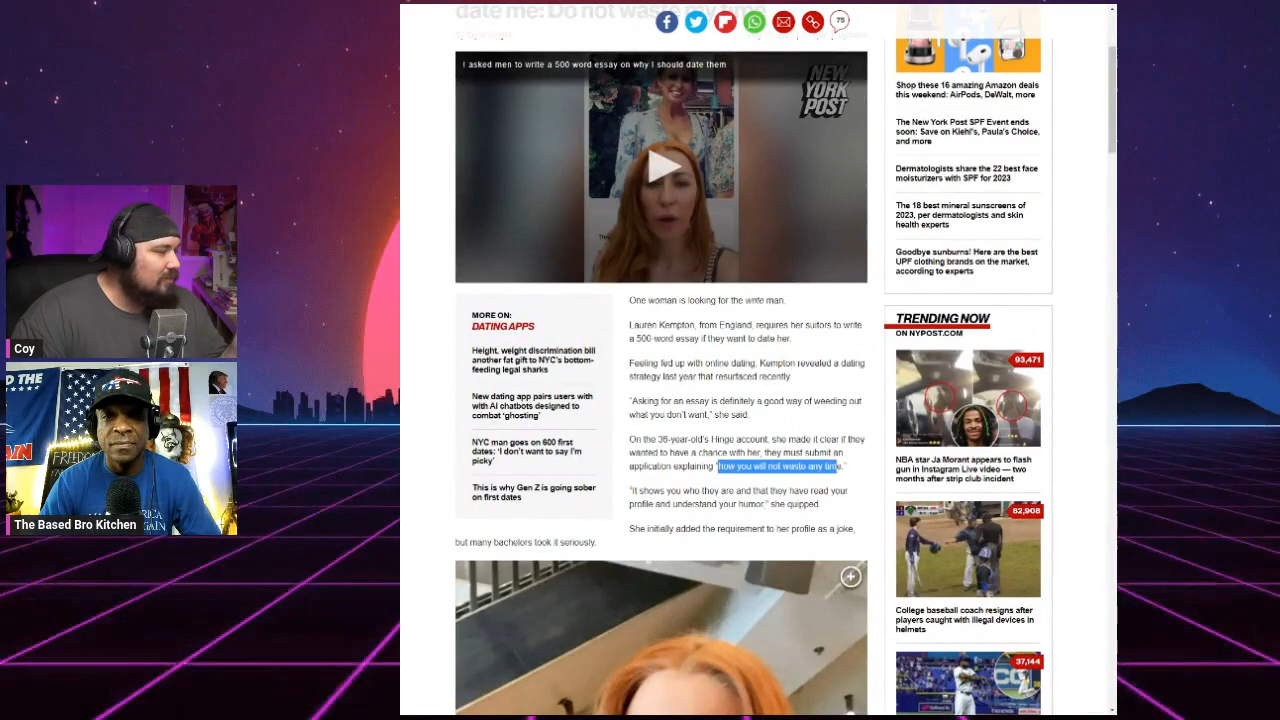 date me: Do not waste my time
75
I asked men to write a 500 word essay on why I should date them
NEW
YORK
POST
One woman is looking for the write man.
Lauren Kempton, from England, requires her suitors to write
a 500-word essay if they want to date her.
Feeling fed up with online dating, Kempton revealed a dating
strategy last year that resurfaced recently.
"Asking for an essay is definitely a good way of weeding out
what you don't want," she said.
On the 36-year-old's Hinge account, she made it clear if they
wanted to have a chance with her, they must submit an
application explaining "how you will not waste any time."
"It shows you who they are and that they have read your
profile and understand your humor," she quipped.
She initially added the requirement to her profile as a joke,
but many bachelors took it seriously.
MORE ON:
DATING APPS
Height, weight discrimination bill
another fat gift to NYC's bottom-
feeding legal sharks
New dating app pairs users with
with AI chatbots designed to
combat 'ghosting'
NYC man goes on 600 first
dates: 'I don't want to say I'm
picky'
This is why Gen Z is going sober
on first dates
Shop these 16 amazing Amazon deals
this weekend: AirPods, DeWalt, more
The New York Post SPF Event ends
soon: Save on Kiehl's, Paula's Choice,
and more
Dermatologists share the 22 best face
moisturizers with SPF for 2023
The 18 best mineral sunscreens of
2023, per dermatologists and skin
health experts
Goodbye sunburns! Here are the best
UPF clothing brands on the market,
according to experts
TRENDING NOW
ON NYPOST.COM
93,471
NBA star Ja Morant appears to flash
gun in Instagram Live video — two
months after strip club incident
82,908
College baseball coach resigns after
players caught with illegal devices in
helmets
37,144
Coy
The Based Bro Kitchen